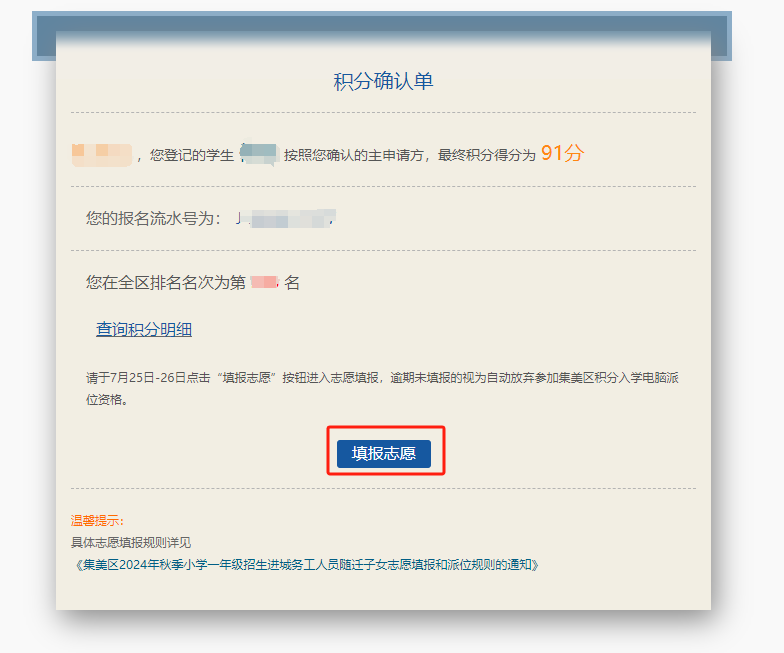 积分确认单
，您登记的学生 按照您确认的主申请方，最终积分得分为 91分
您的报名流水号为：
您在全区排名名次为第 名
查询积分明细
请于7月25日-26日点击“填报志愿”按钮进入志愿填报，逾期未填报的视为自动放弃参加集美区积分入学电脑派
位资格。
填报志愿
温馨提示：
具体志愿填报规则详见
《集美区2024年秋季小学一年级招生进城务工人员随迁子女志愿填报和派位规则的通知》